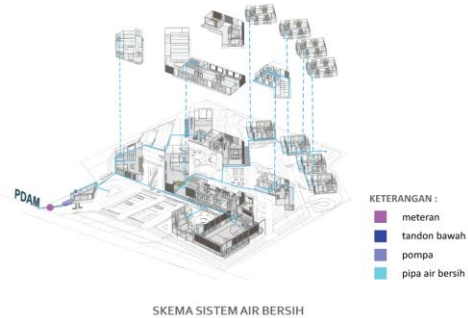 PDAM
KETERANGAN :
meteran
tandon bawah
pompa
pipa air bersih
SKEMA SISTEM AIR BERSIH